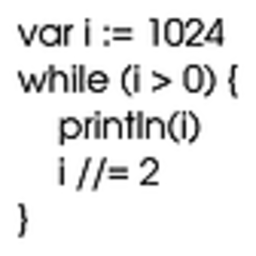 var i := 1024
while (i > 0) {
    println(i)
    i //= 2
}